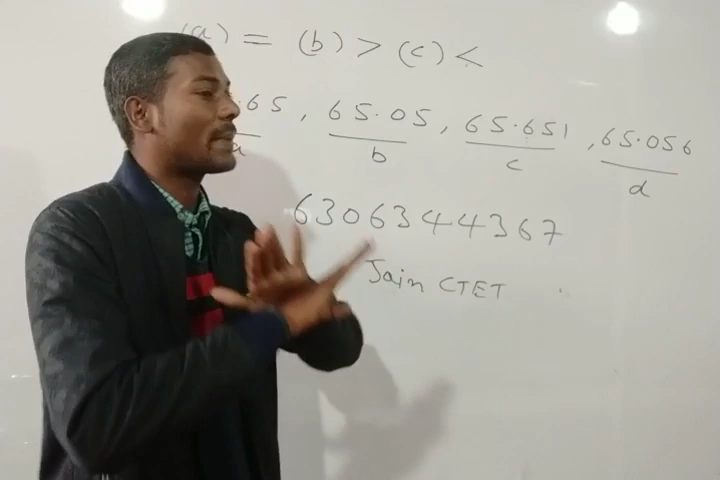 (a) = (b) > (c) <
.65, 65.05, 65.651, 65.056
a b c d
6306344367
Join CTET